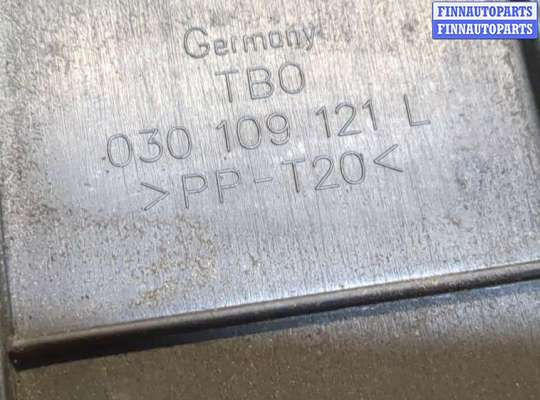 FINNAUTOPARTS
FINNAUTOPARTS
Germany
TBO
030 109 121 L
>PP-T20<